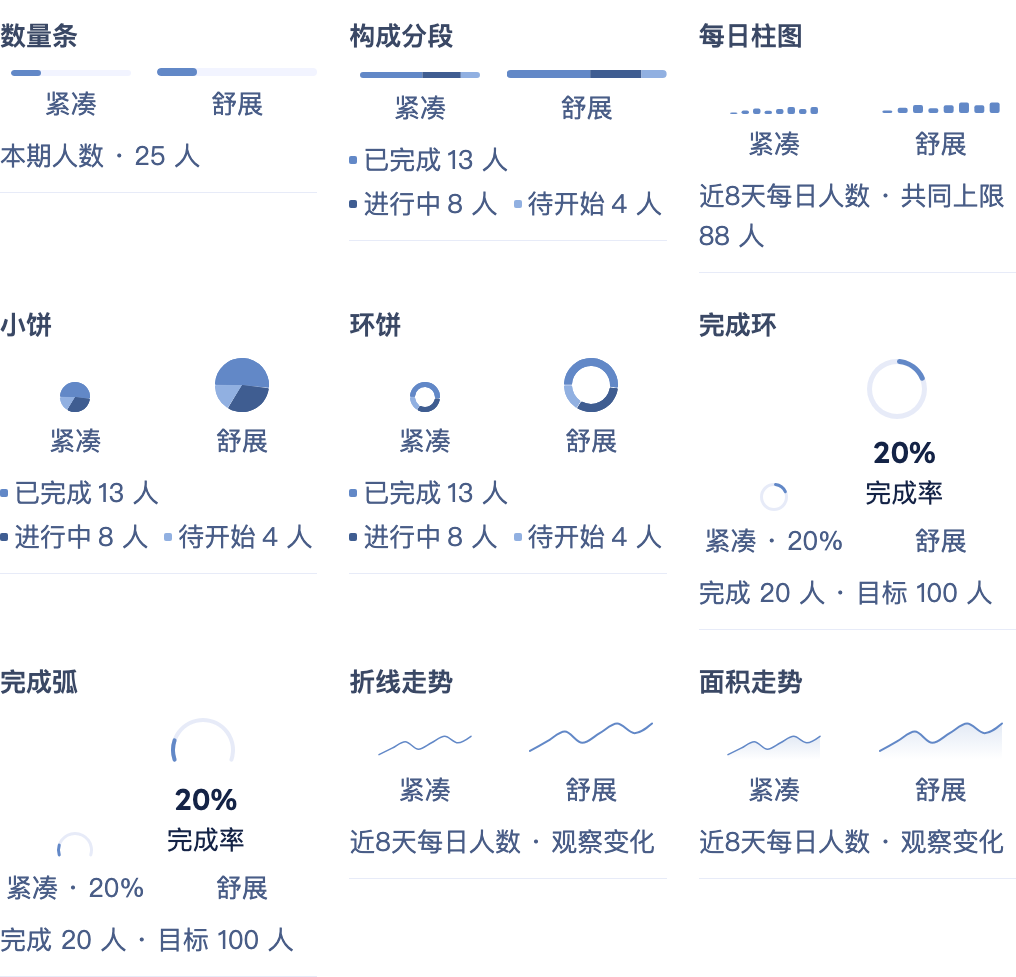 数量条
紧凑
舒展
本期人数 · 25 人
构成分段
紧凑
舒展
已完成 13 人
进行中 8 人
待开始 4 人
每日柱图
紧凑
舒展
近8天每日人数 · 共同上限
88 人
小饼
紧凑
舒展
已完成 13 人
进行中 8 人
待开始 4 人
环饼
紧凑
舒展
已完成 13 人
进行中 8 人
待开始 4 人
完成环
20%
完成率
紧凑 · 20%
舒展
完成 20 人 · 目标 100 人
完成弧
20%
完成率
紧凑 · 20%
舒展
完成 20 人 · 目标 100 人
折线走势
紧凑
舒展
近8天每日人数 · 观察变化
面积走势
紧凑
舒展
近8天每日人数 · 观察变化